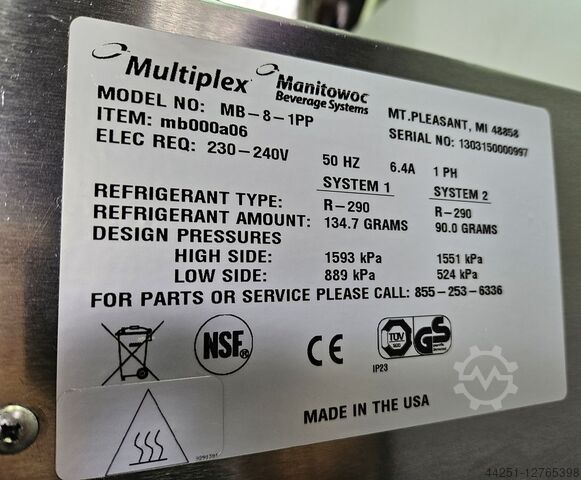 Multiplex Manitowoc
Beverage Systems
MT. PLEASANT, MI 48858
MODEL NO: MB-8-1PP
SERIAL NO: 1303150000997
ITEM: mb000a06
ELEC REQ: 230-240V 50 HZ 6.4A 1 PH
SYSTEM 1 SYSTEM 2
REFRIGERANT TYPE: R-290 R-290
REFRIGERANT AMOUNT: 134.7 GRAMS 90.0 GRAMS
DESIGN PRESSURES
HIGH SIDE: 1593 kPa 1551 kPa
LOW SIDE: 889 kPa 524 kPa
FOR PARTS OR SERVICE PLEASE CALL: 855-253-6336
NSF CE TÜV GS
IP23
MADE IN THE USA
44251-12765398